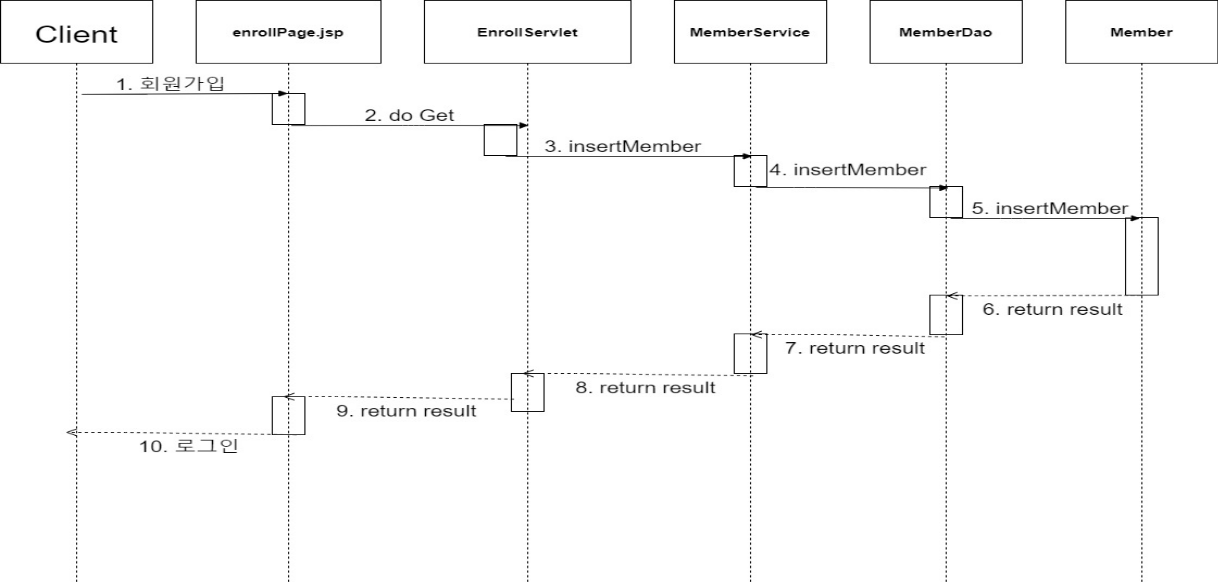 Client
enrollPage.jsp
EnrollServlet
MemberService
MemberDao
Member
1. 회원가입
2. do Get
3. insertMember
4. insertMember
5. insertMember
6. return result
7. return result
8. return result
9. return result
10. 로그인